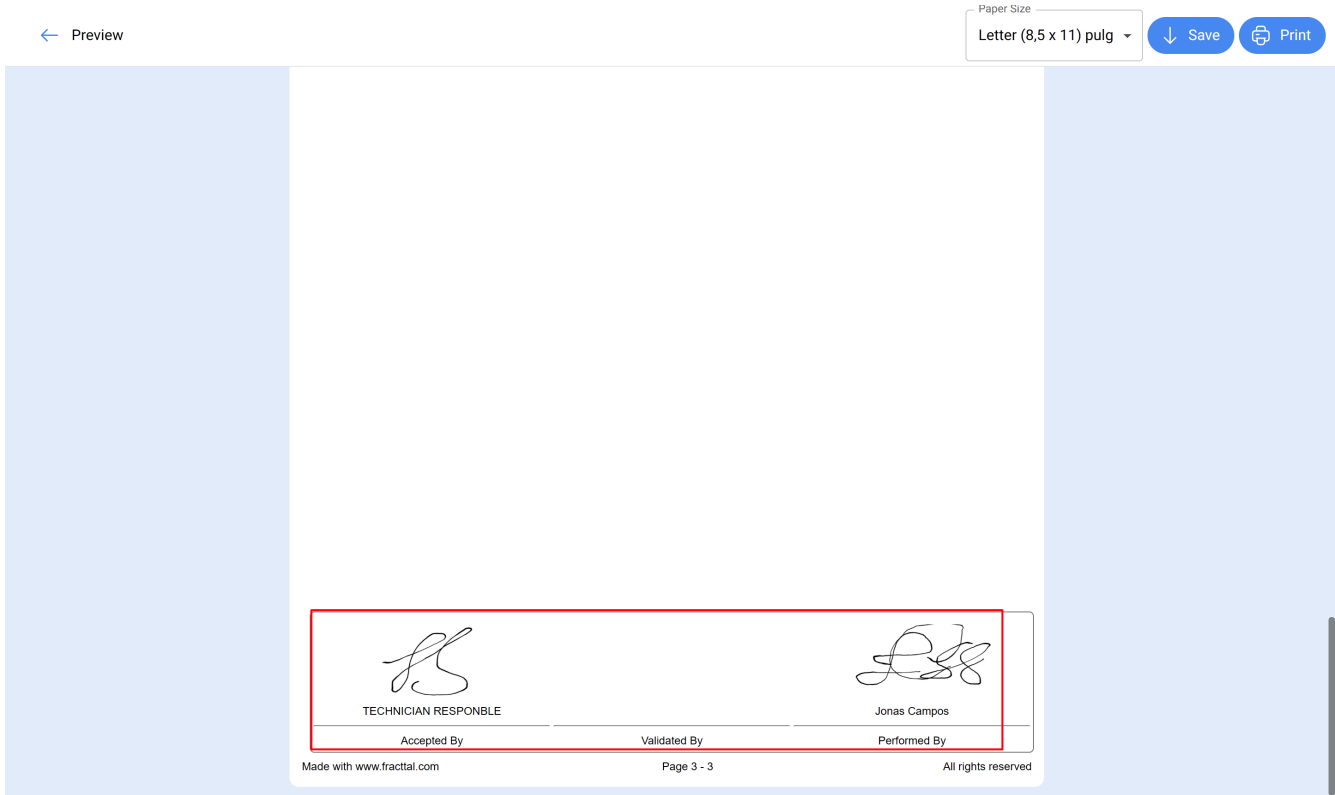 Preview
Paper Size
Letter (8,5 x 11) pulg
Save
Print
TECHNICIAN RESPONBLE
Jonas Campos
Accepted By
Validated By
Performed By
Made with www.fracttal.com
Page 3 - 3
All rights reserved